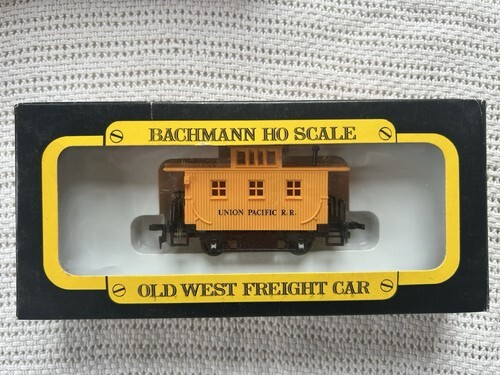 BACHMANN HO SCALE
UNION PACIFIC R.R.
OLD WEST FREIGHT CAR